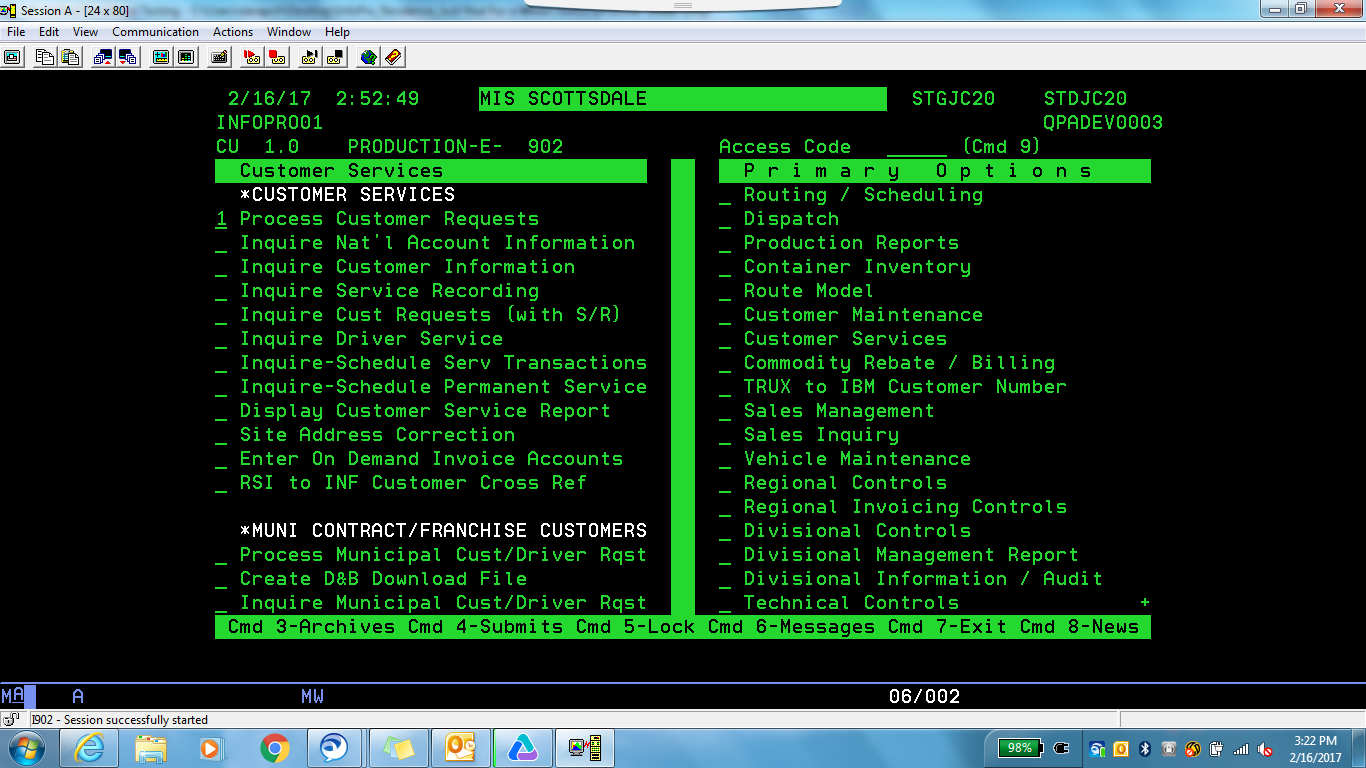 Session A - [24 x 80]
File Edit View Communication Actions Window Help
2/16/17 2:52:49 MIS SCOTTSDALE STGJC20 STDJC20
INFOPRO01 QPADEV0003
CU 1.0 PRODUCTION-E- 902 Access Code ______ (Cmd 9)
Customer Services P r i m a r y O p t i o n s
*CUSTOMER SERVICES _ Routing / Scheduling
1 Process Customer Requests _ Dispatch
_ Inquire Nat'l Account Information _ Production Reports
_ Inquire Customer Information _ Container Inventory
_ Inquire Service Recording _ Route Model
_ Inquire Cust Requests (with S/R) _ Customer Maintenance
_ Inquire Driver Service _ Customer Services
_ Inquire-Schedule Serv Transactions _ Commodity Rebate / Billing
_ Inquire-Schedule Permanent Service _ TRUX to IBM Customer Number
_ Display Customer Service Report _ Sales Management
_ Site Address Correction _ Sales Inquiry
_ Enter On Demand Invoice Accounts _ Vehicle Maintenance
_ RSI to INF Customer Cross Ref _ Regional Controls
_ Regional Invoicing Controls
*MUNI CONTRACT/FRANCHISE CUSTOMERS _ Divisional Controls
_ Process Municipal Cust/Driver Rqst _ Divisional Management Report
_ Create D&B Download File _ Divisional Information / Audit
_ Inquire Municipal Cust/Driver Rqst _ Technical Controls +
Cmd 3-Archives Cmd 4-Submits Cmd 5-Lock Cmd 6-Messages Cmd 7-Exit Cmd 8-News
MA A MW 06/002
I902 - Session successfully started
98% 3:22 PM
2/16/2017